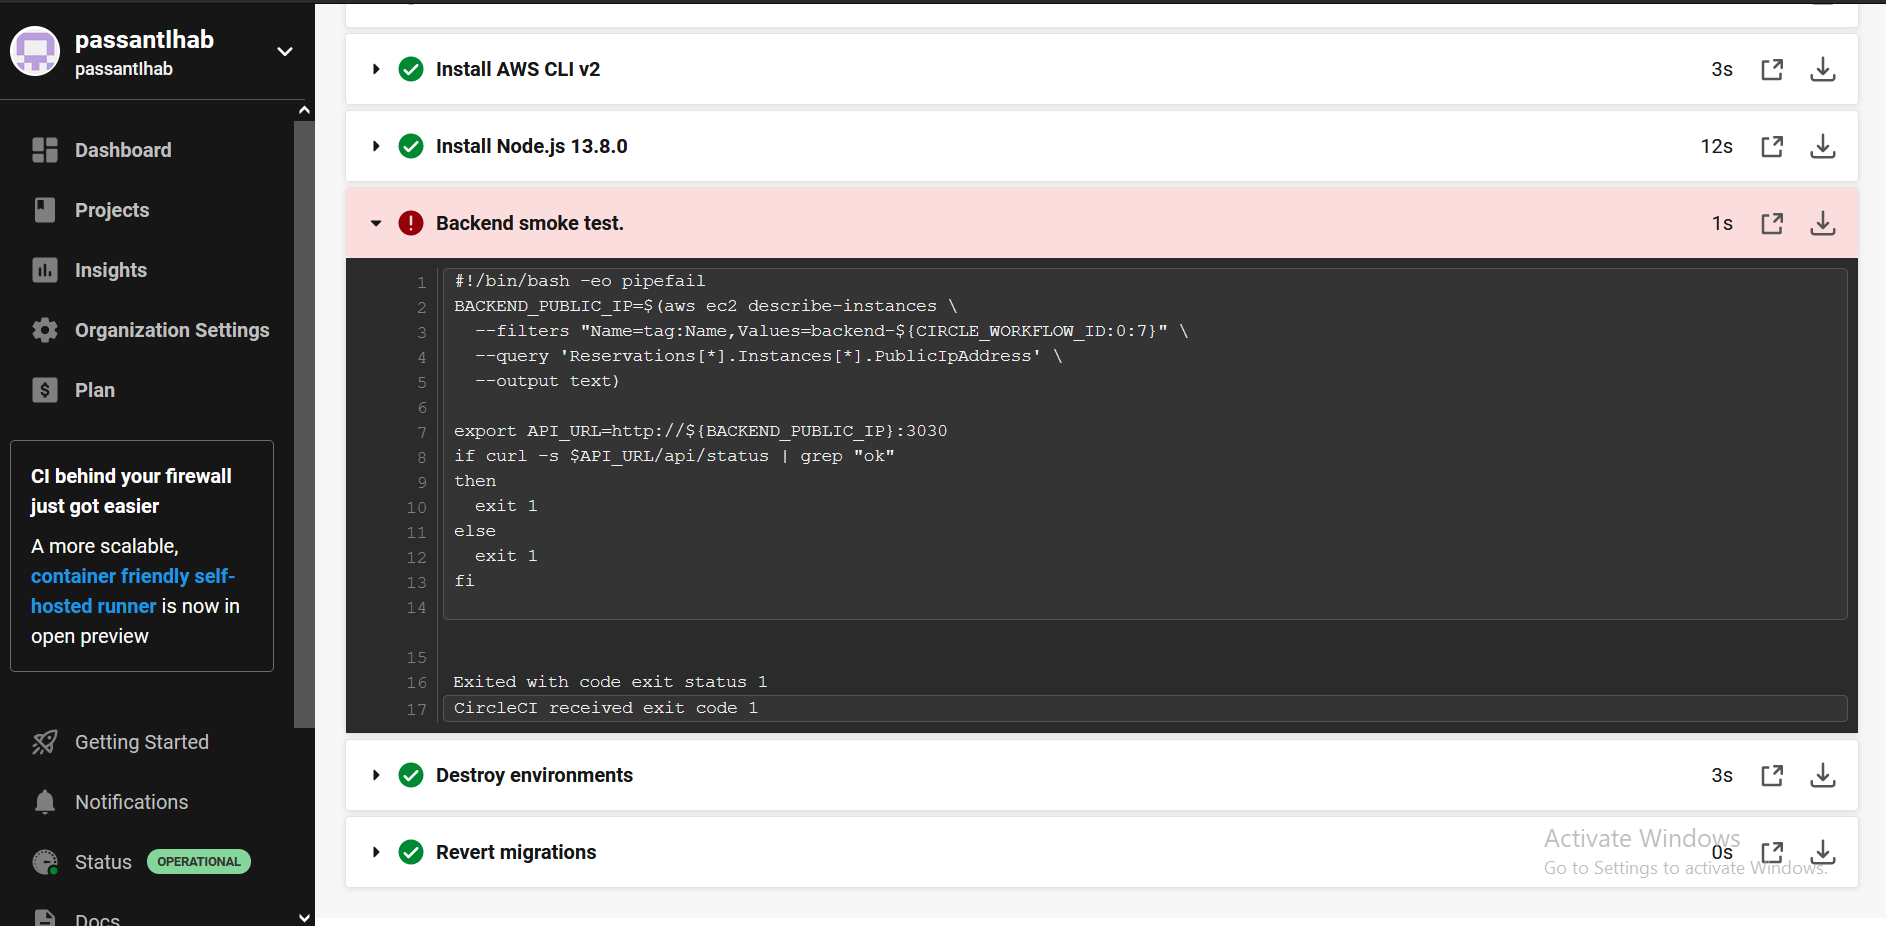 passantIhab
passantIhab
Dashboard
Projects
Insights
Organization Settings
Plan
CI behind your firewall
just got easier
A more scalable,
container friendly self-
hosted runner is now in
open preview
Getting Started
Notifications
Status OPERATIONAL
Docs
Install AWS CLI v2 3s
Install Node.js 13.8.0 12s
Backend smoke test. 1s
1 #!/bin/bash -eo pipefail
2 BACKEND_PUBLIC_IP=$(aws ec2 describe-instances \
3 --filters "Name=tag:Name,Values=backend-${CIRCLE_WORKFLOW_ID:0:7}" \
4 --query 'Reservations[*].Instances[*].PublicIpAddress' \
5 --output text)
6
7 export API_URL=http://${BACKEND_PUBLIC_IP}:3030
8 if curl -s $API_URL/api/status | grep "ok"
9 then
10 exit 1
11 else
12 exit 1
13 fi
14
15
16 Exited with code exit status 1
17 CircleCI received exit code 1
Destroy environments 3s
Revert migrations 0s
Activate Windows
Go to Settings to activate Windows.